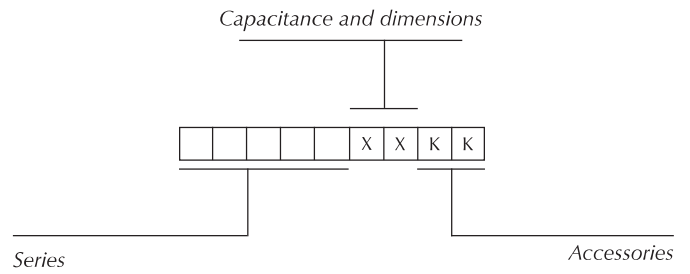 Capacitance and dimensions
X X K K
Series
Accessories